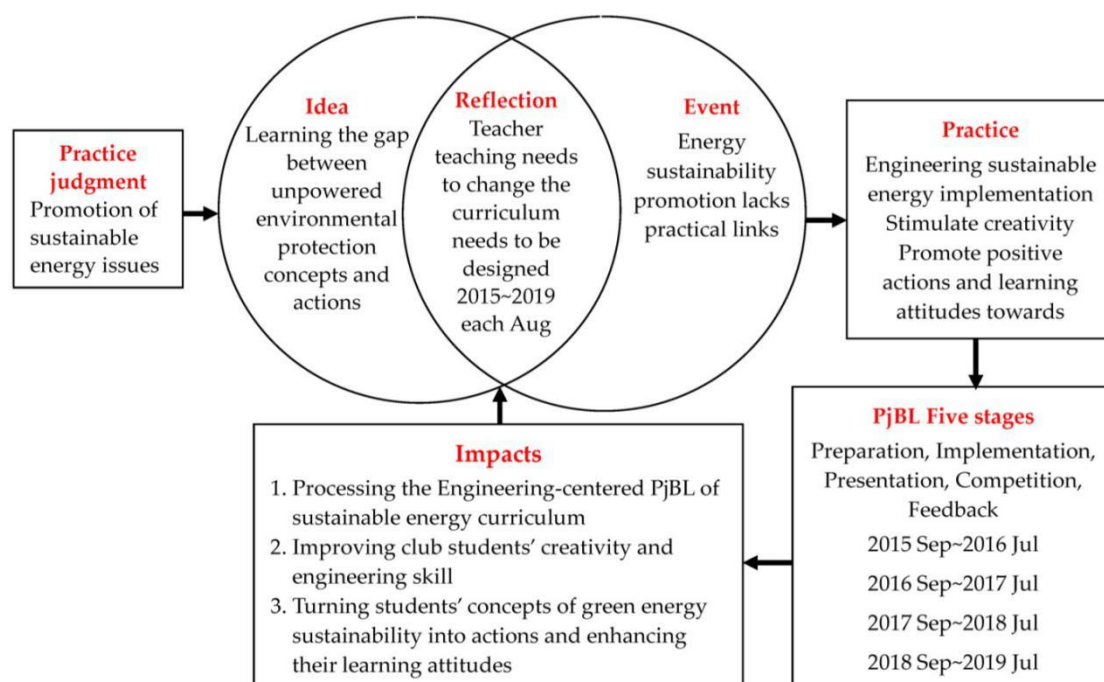 Practice
judgment
Promotion of
sustainable
energy issues
Idea
Learning the gap
between
unpowered
environmental
protection
concepts and
actions
Reflection
Teacher
teaching needs
to change the
curriculum
needs to be
designed
2015~2019
each Aug
Event
Energy
sustainability
promotion lacks
practical links
Practice
Engineering sustainable
energy implementation
Stimulate creativity
Promote positive
actions and learning
attitudes towards
PjBL Five stages
Preparation, Implementation,
Presentation, Competition,
Feedback
2015 Sep~2016 Jul
2016 Sep~2017 Jul
2017 Sep~2018 Jul
2018 Sep~2019 Jul
Impacts
1. Processing the Engineering-centered PjBL of
sustainable energy curriculum
2. Improving club students’ creativity and
engineering skill
3. Turning students’ concepts of green energy
sustainability into actions and enhancing
their learning attitudes